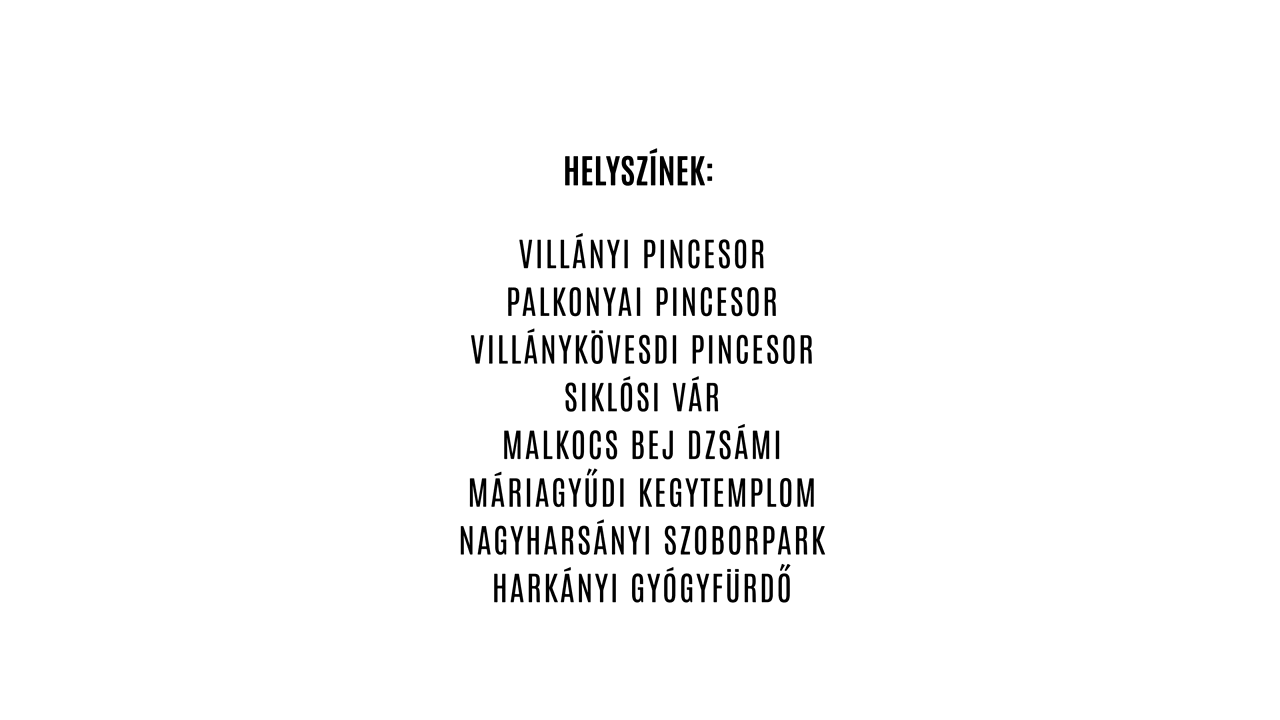 HELYSZÍNEK:
VILLÁNYI PINCESOR
PALKONYAI PINCESOR
VILLÁNYKÖVESDI PINCESOR
SIKLÓSI VÁR
MALKOCS BEJ DZSÁMI
MÁRIAGYŰDI KEGYTEMPLOM
NAGYHARSÁNYI SZOBORPARK
HARKÁNYI GYÓGYFÜRDŐ